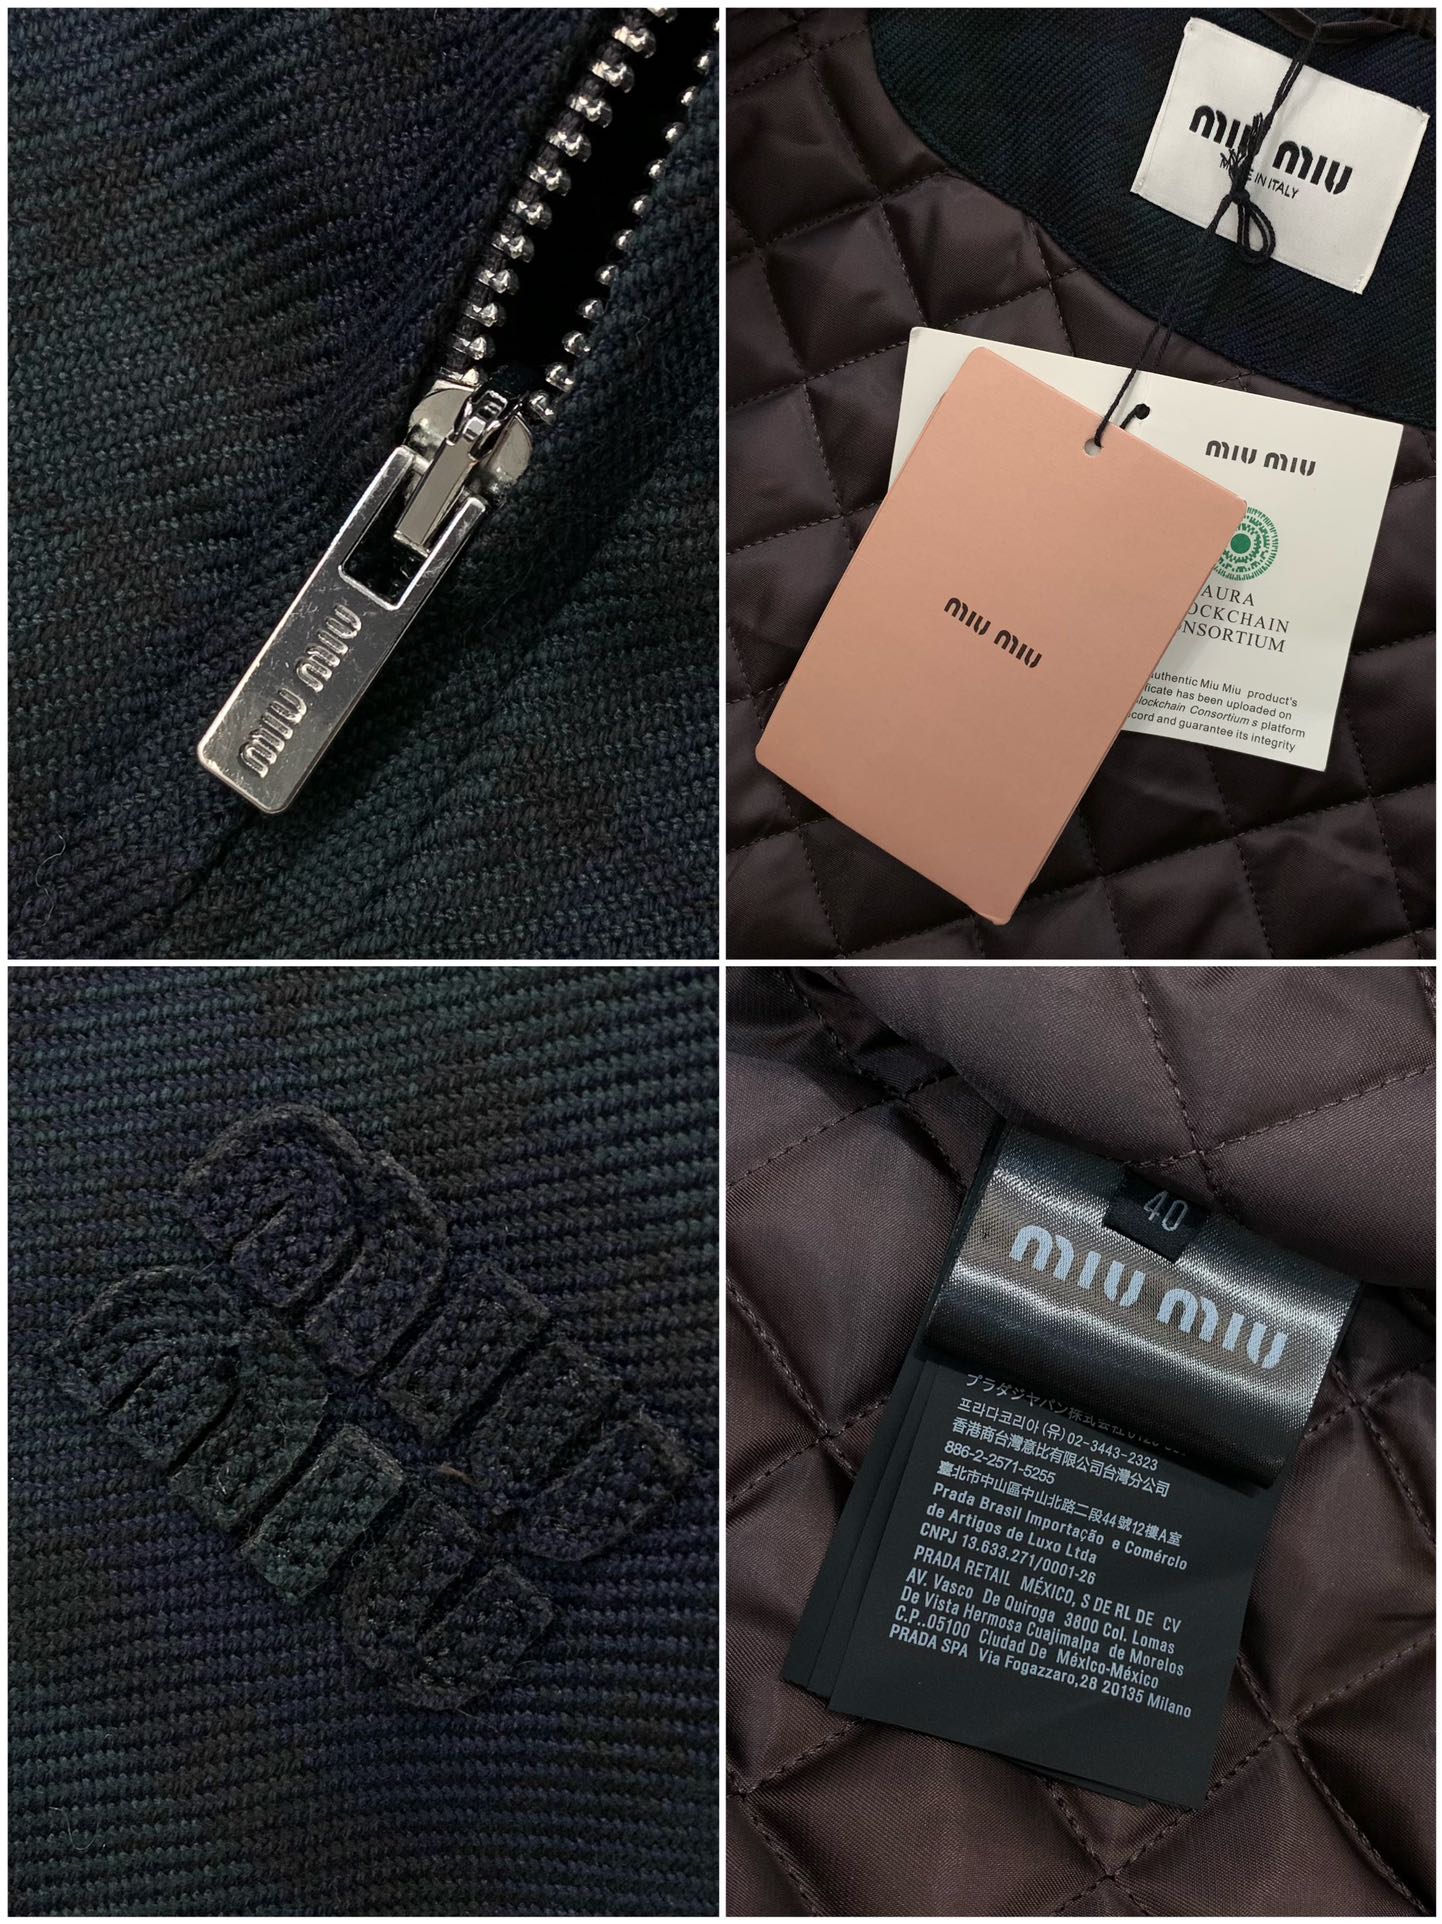 MIU MIU
MIU MIU
MADE IN ITALY
MIU MIU
MIU MIU
AURA
OCKCHAIN
NSORTIUM
uthentic Miu Miu product's
ficate has been uploaded on
lockchain Consortium s platform
cord and guarantee its integrity
MIU MIU
40
MIU MIU
プラダジャパン株式会社 0120
프라다코리아 (유) 02-3443-2323
香港商台灣意比有限公司台灣分公司
886-2-2571-5255
臺北市中山區中山北路二段44號12樓A室
Prada Brasil Importação e Comércio
de Artigos de Luxo Ltda
CNPJ 13.633.271/0001-26
PRADA RETAIL MÉXICO, S DE RL DE CV
AV. Vasco De Quiroga 3800 Col. Lomas
De Vista Hermosa Cuajimalpa de Morelos
C.P..05100 Ciudad De México-México
PRADA SPA Via Fogazzaro,28 20135 Milano